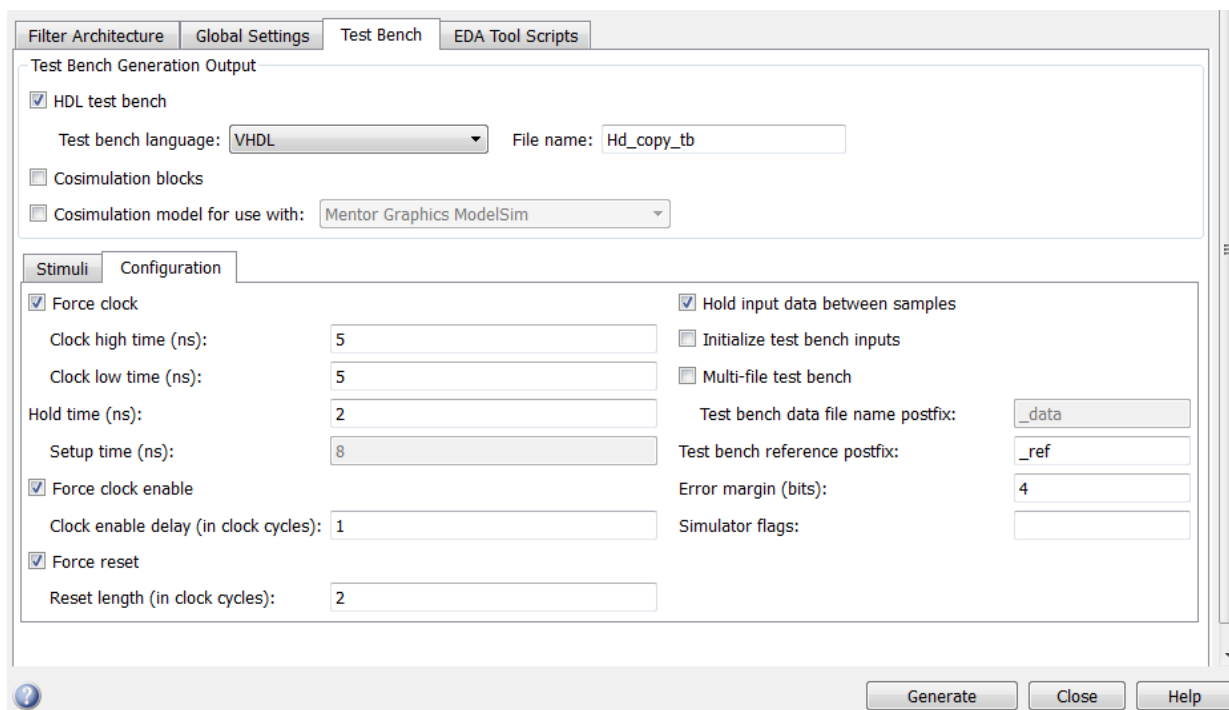 Filter Architecture Global Settings Test Bench EDA Tool Scripts
Test Bench Generation Output
HDL test bench
Test bench language: VHDL File name: Hd_copy_tb
Cosimulation blocks
Cosimulation model for use with: Mentor Graphics ModelSim
Stimuli Configuration
Force clock
Clock high time (ns): 5
Clock low time (ns): 5
Hold time (ns): 2
Setup time (ns): 8
Force clock enable
Clock enable delay (in clock cycles): 1
Force reset
Reset length (in clock cycles): 2
Hold input data between samples
Initialize test bench inputs
Multi-file test bench
Test bench data file name postfix: _data
Test bench reference postfix: _ref
Error margin (bits): 4
Simulator flags:
? Generate Close Help